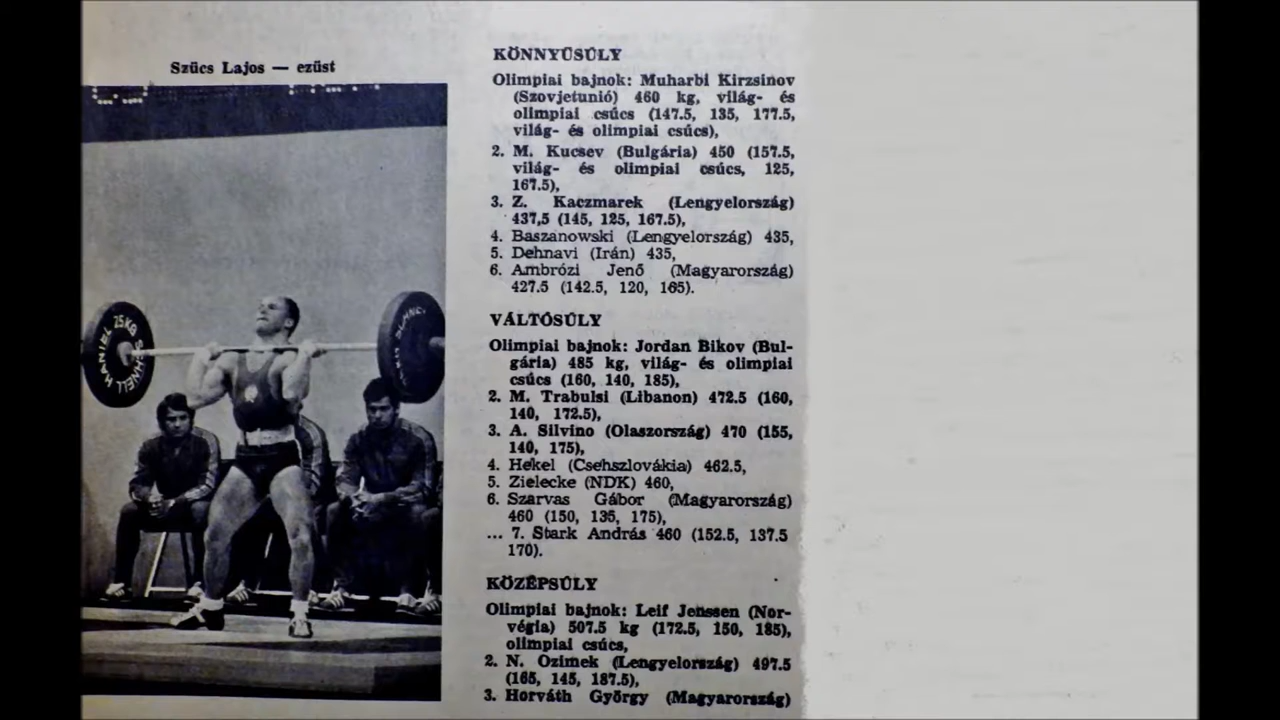 Szücs Lajos — ezüst
25KG
SCHNELL HANIEL
KÖNNYŰSÚLY
Olimpiai bajnok: Muharbi Kirzsinov
(Szovjetunió) 460 kg, világ- és
olimpiai csúcs (147.5, 135, 177.5,
világ- és olimpiai csúcs),
2. M. Kucsev (Bulgária) 450 (157.5,
világ- és olimpiai csúcs, 125,
167.5),
3. Z. Kaczmarek (Lengyelország)
437,5 (145, 125, 167.5),
4. Baszanowski (Lengyelország) 435,
5. Dehnavi (Irán) 435,
6. Ambrózi Jenő (Magyarország)
427.5 (142.5, 120, 165).
VÁLTÓSÚLY
Olimpiai bajnok: Jordan Bikov (Bul-
gária) 485 kg, világ- és olimpiai
csúcs (160, 140, 185),
2. M. Trabulsi (Libanon) 472.5 (160,
140, 172.5),
3. A. Silvino (Olaszország) 470 (155,
140, 175),
4. Hekel (Csehszlovákia) 462.5,
5. Zielecke (NDK) 460,
6. Szarvas Gábor (Magyarország)
460 (150, 135, 175),
... 7. Stark András 460 (152.5, 137.5
170).
KÖZÉPSÚLY
Olimpiai bajnok: Leif Jenssen (Nor-
végia) 507.5 kg (172.5, 150, 185),
olimpiai csúcs,
2. N. Ozimek (Lengyelország) 497.5
(165, 145, 187.5),
3. Horváth György (Magyarország)